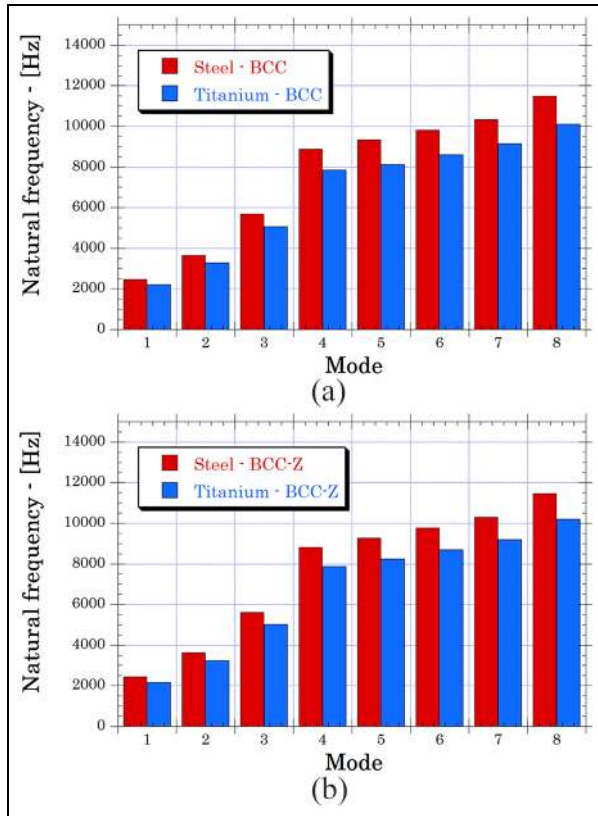 Natural frequency - [Hz]
14000
12000
10000
8000
6000
4000
2000
0
Steel - BCC
Titanium - BCC
1 2 3 4 5 6 7 8
Mode
(a)
Natural frequency - [Hz]
14000
12000
10000
8000
6000
4000
2000
0
Steel - BCC-Z
Titanium - BCC-Z
1 2 3 4 5 6 7 8
Mode
(b)